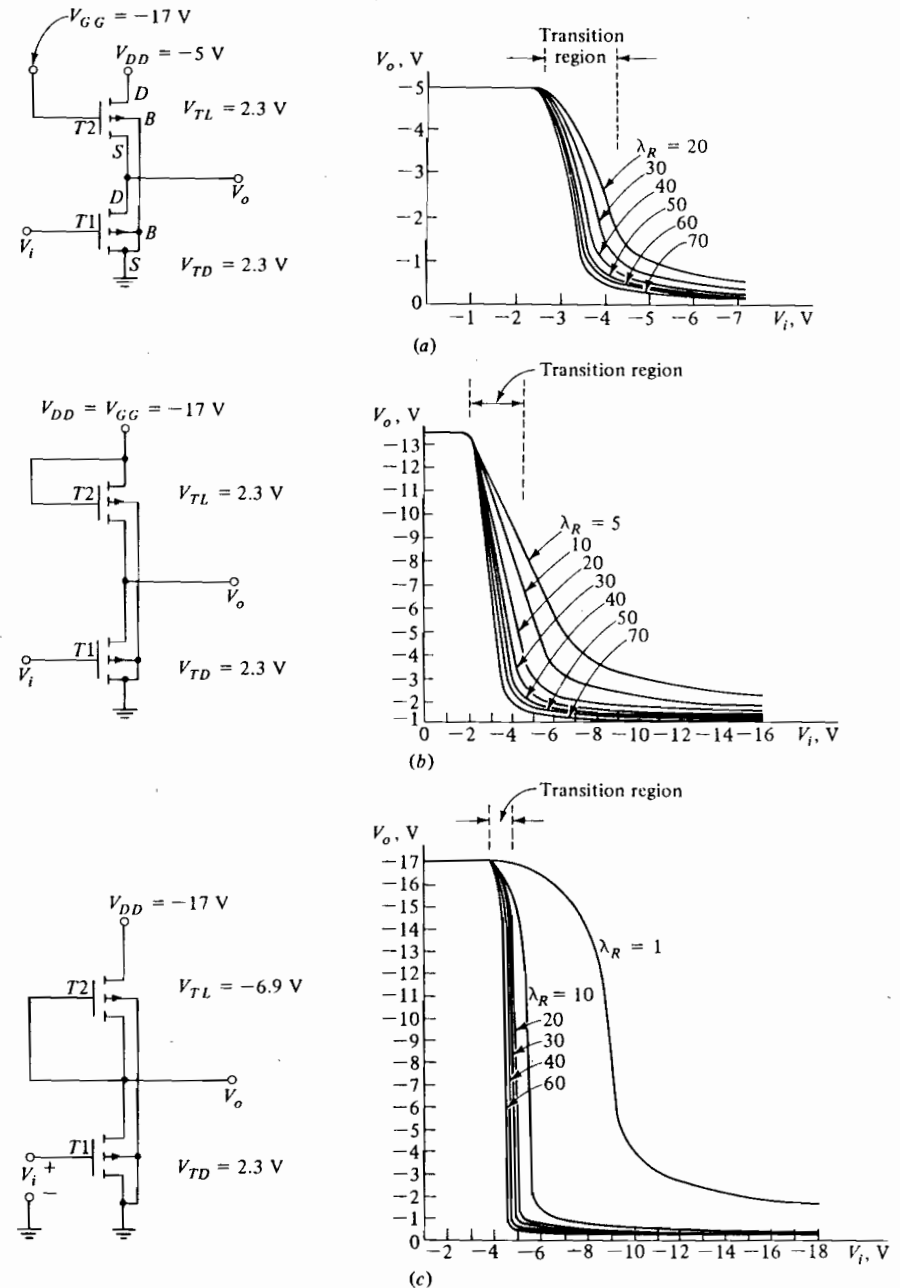 V_GG = −17 V
V_DD = −5 V
D
V_TL = 2.3 V
T2
B
S
V_o
D
T1
B
V_i
S
V_TD = 2.3 V
V_o, V
Transition
region
−5
−4
−3
−2
−1
0
λ_R = 20
30
40
50
60
70
−1 −2 −3 −4 −5 −6 −7 V_i, V
(a)
V_DD = V_GG = −17 V
T2
V_TL = 2.3 V
V_o
T1
V_i
V_TD = 2.3 V
Transition region
V_o, V
−13
−12
−11
−10
−9
−8
−7
−6
−5
−4
−3
−2
−1
λ_R = 5
10
20
30
40
50
70
0 −2 −4 −6 −8 −10 −12 −14 −16 V_i, V
(b)
V_DD = −17 V
T2
V_TL = −6.9 V
V_o
T1
V_i
+
−
V_TD = 2.3 V
Transition region
V_o, V
−17
−16
−15
−14
−13
−12
−11
−10
−9
−8
−7
−6
−5
−4
−3
−2
−1
0
λ_R = 1
λ_R = 10
20
30
40
60
−2 −4 −6 −8 −10 −12 −14 −16 −18 V_i, V
(c)